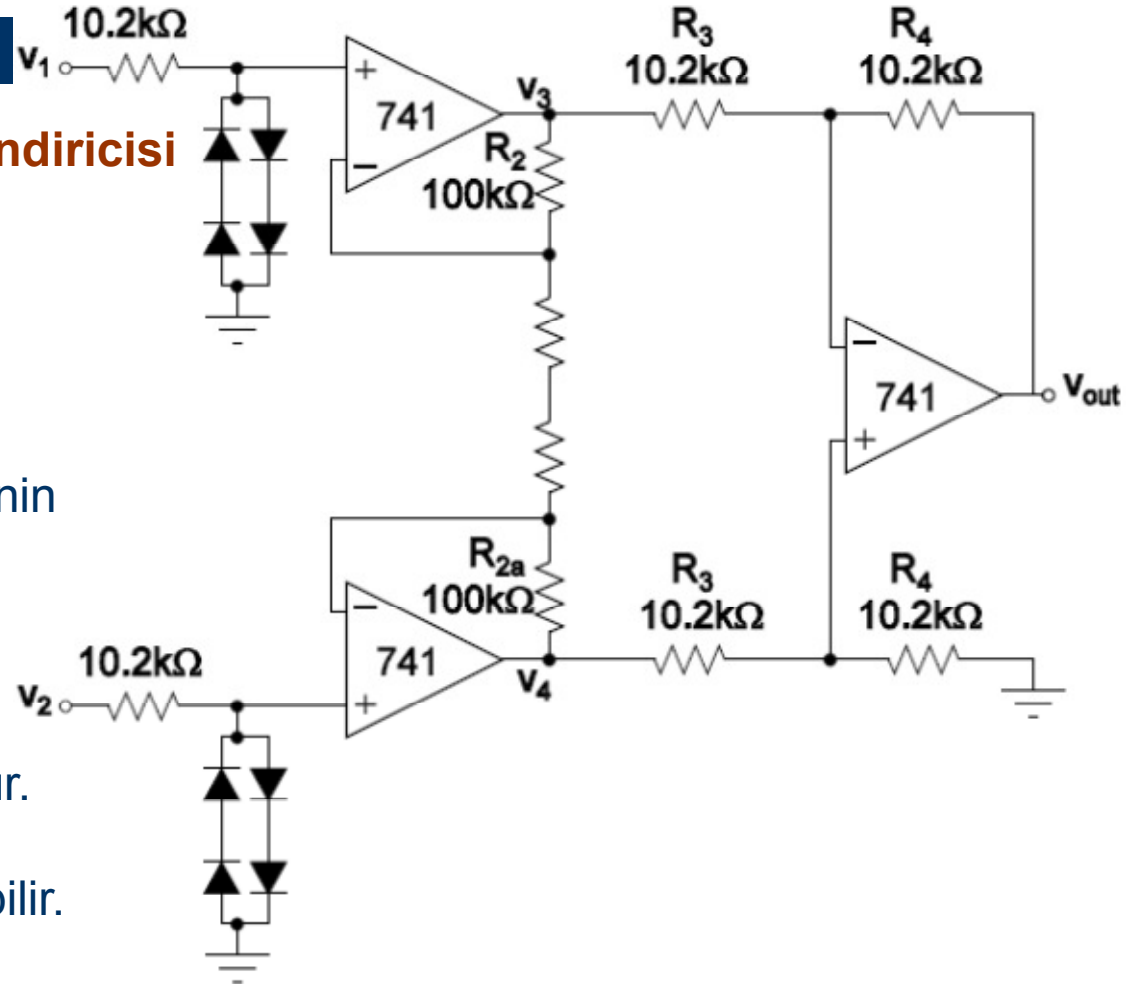 10.2kΩ
v1
+
741
−
v3
R2
100kΩ
R3
10.2kΩ
R4
10.2kΩ
ndiricisi
−
741
+
vout
nin
R2a
100kΩ
−
741
+
v4
R3
10.2kΩ
R4
10.2kΩ
10.2kΩ
v2
ır.
bilir.